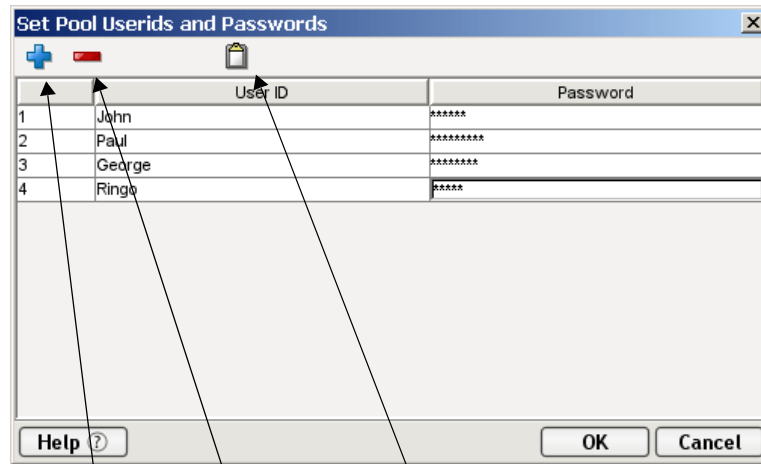 Set Pool Userids and Passwords
User ID Password
1 John ******
2 Paul *********
3 George ********
4 Ringo *****
Help ? OK Cancel